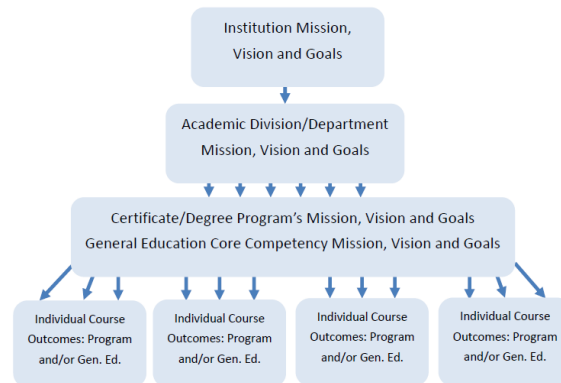 Institution Mission,
Vision and Goals
Academic Division/Department
Mission, Vision and Goals
Certificate/Degree Program’s Mission, Vision and Goals
General Education Core Competency Mission, Vision and Goals
Individual Course
Outcomes: Program
and/or Gen. Ed.
Individual Course
Outcomes: Program
and/or Gen. Ed.
Individual Course
Outcomes: Program
and/or Gen. Ed.
Individual Course
Outcomes: Program
and/or Gen. Ed.